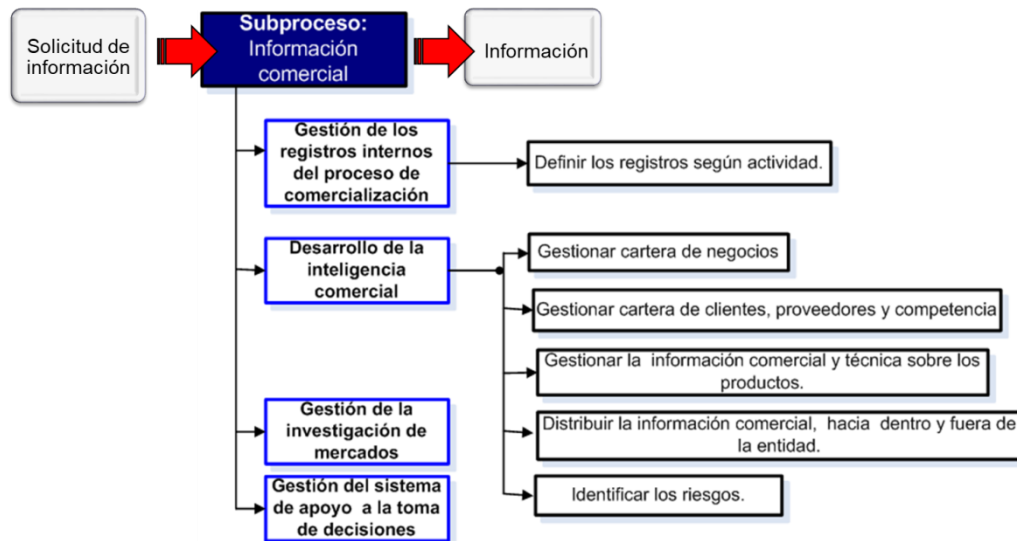 Solicitud de
información
Subproceso:
Información
comercial
Información
Gestión de los
registros internos
del proceso de
comercialización
Definir los registros según actividad.
Desarrollo de la
inteligencia
comercial
Gestionar cartera de negocios
Gestionar cartera de clientes, proveedores y competencia
Gestionar la información comercial y técnica sobre los
productos.
Distribuir la información comercial, hacia dentro y fuera de
la entidad.
Identificar los riesgos.
Gestión de la
investigación de
mercados
Gestión del sistema
de apoyo a la toma
de decisiones